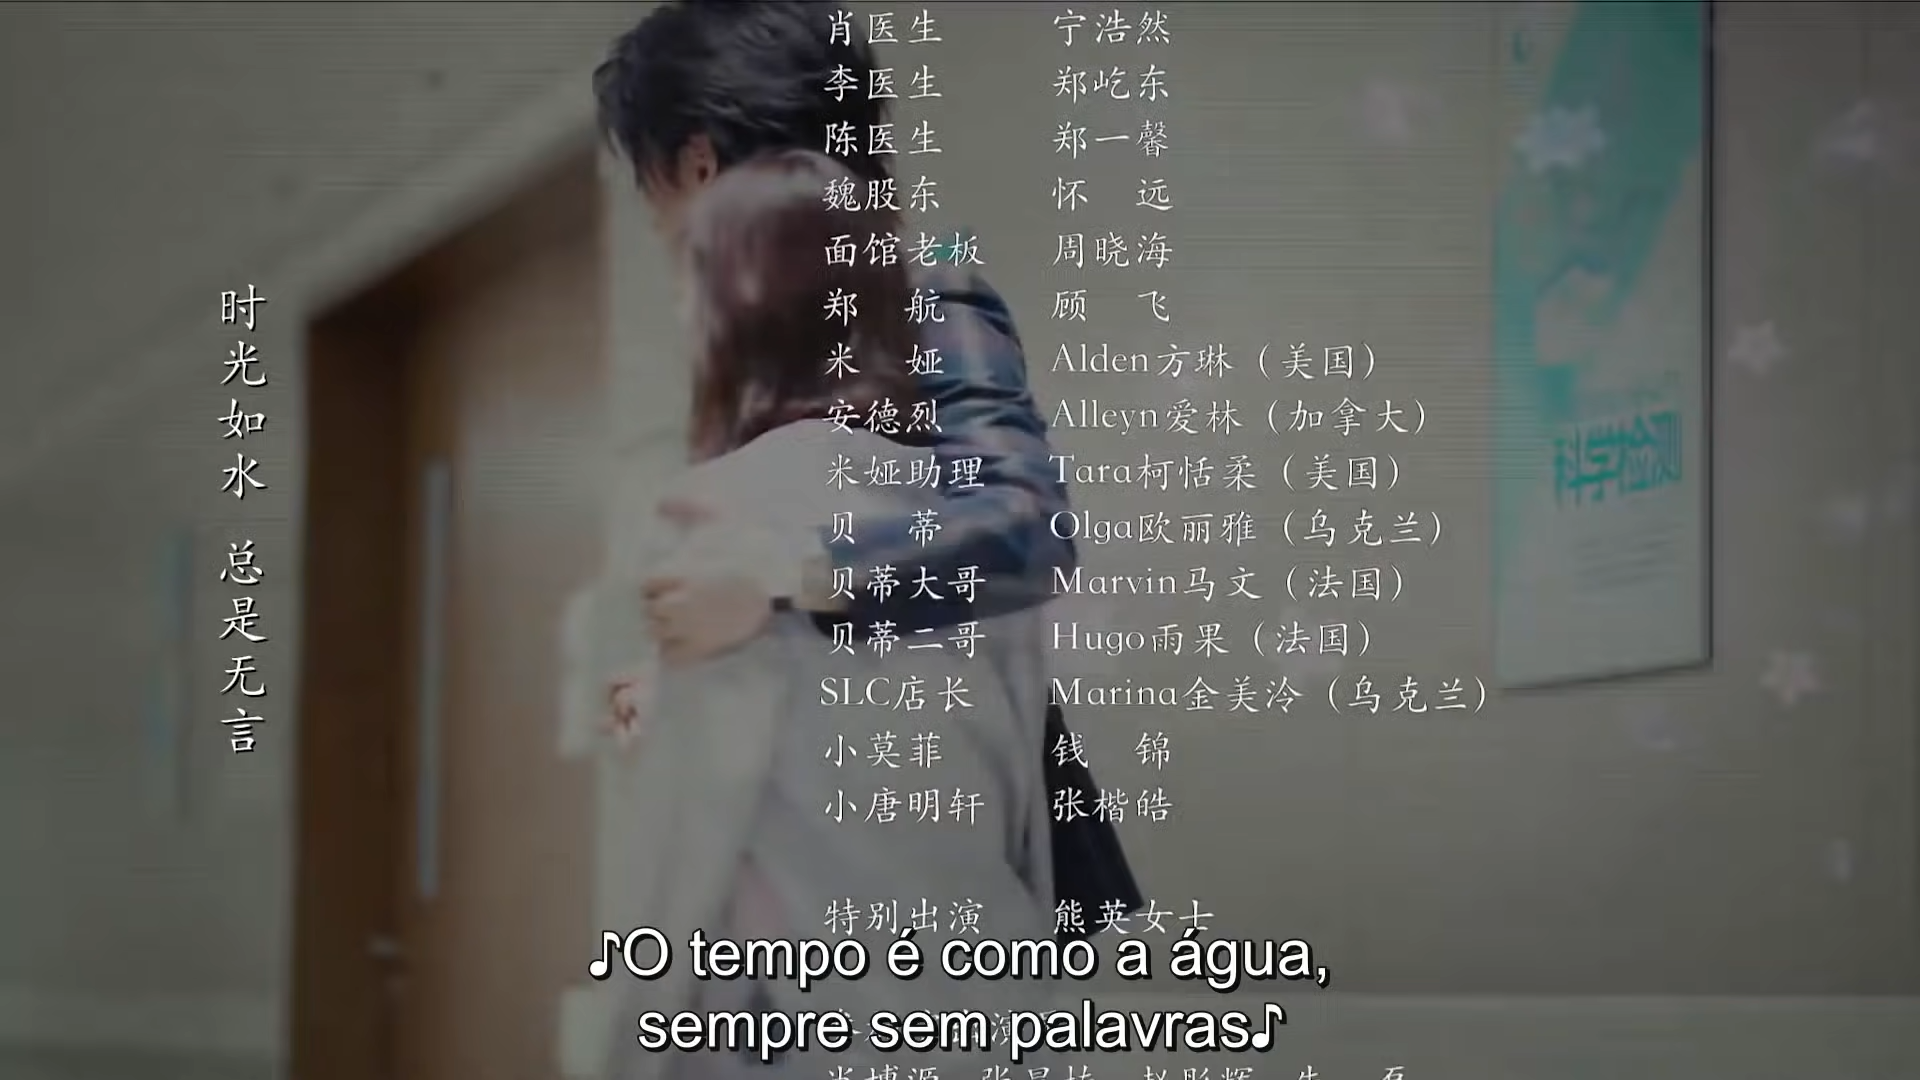 时光如水 总是无言
肖医生 宁浩然
李医生 郑屹东
陈医生 郑一馨
魏股东 怀 远
面馆老板 周晓海
郑 航 顾 飞
米 娅 Alden方琳（美国）
安德烈 Alleyn爱林（加拿大）
米娅助理 Tara柯恬柔（美国）
贝 蒂 Olga欧丽雅（乌克兰）
贝蒂大哥 Marvin马文（法国）
贝蒂二哥 Hugo雨果（法国）
SLC店长 Marina金美泠（乌克兰）
小莫菲 钱 锦
小唐明轩 张楷皓
特别出演 熊英女士
♪O tempo é como a água,
sempre sem palavras♪